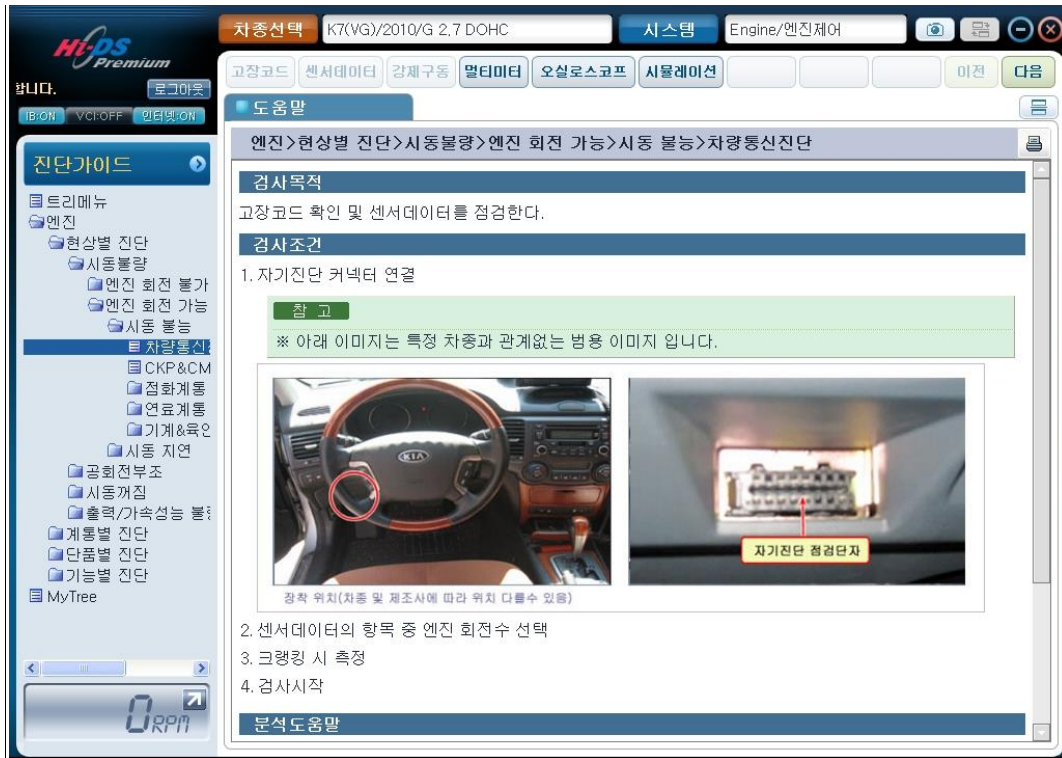 Hi-DS
Premium
합니다.
로그아웃
IB:ON VCI:OFF 인터넷:ON
차종선택 K7(VG)/2010/G 2,7 DOHC 시스템 Engine/엔진제어
고장코드 센서데이터 강제구동 멀티미터 오실로스코프 시뮬레이션 이전 다음
도움말
엔진>현상별 진단>시동불량>엔진 회전 가능>시동 불능>차량통신진단
진단가이드
트리메뉴
엔진
현상별 진단
시동불량
엔진 회전 불가
엔진 회전 가능
시동 불능
차량통신
CKP&CM
점화계통
연료계통
기계&육안
시동 지연
공회전부조
시동꺼짐
출력/가속성능 불
계통별 진단
단품별 진단
기능별 진단
MyTree
0 RPM
검사목적
고장코드 확인 및 센서데이터를 점검한다.
검사조건
1. 자기진단 커넥터 연결
참 고
※ 아래 이미지는 특정 차종과 관계없는 범용 이미지 입니다.
KIA
자기진단 점검단자
장착 위치(차종 및 제조사에 따라 위치 다를수 있음)
2. 센서데이터의 항목 중 엔진 회전수 선택
3. 크랭킹 시 측정
4. 검사시작
분석도움말